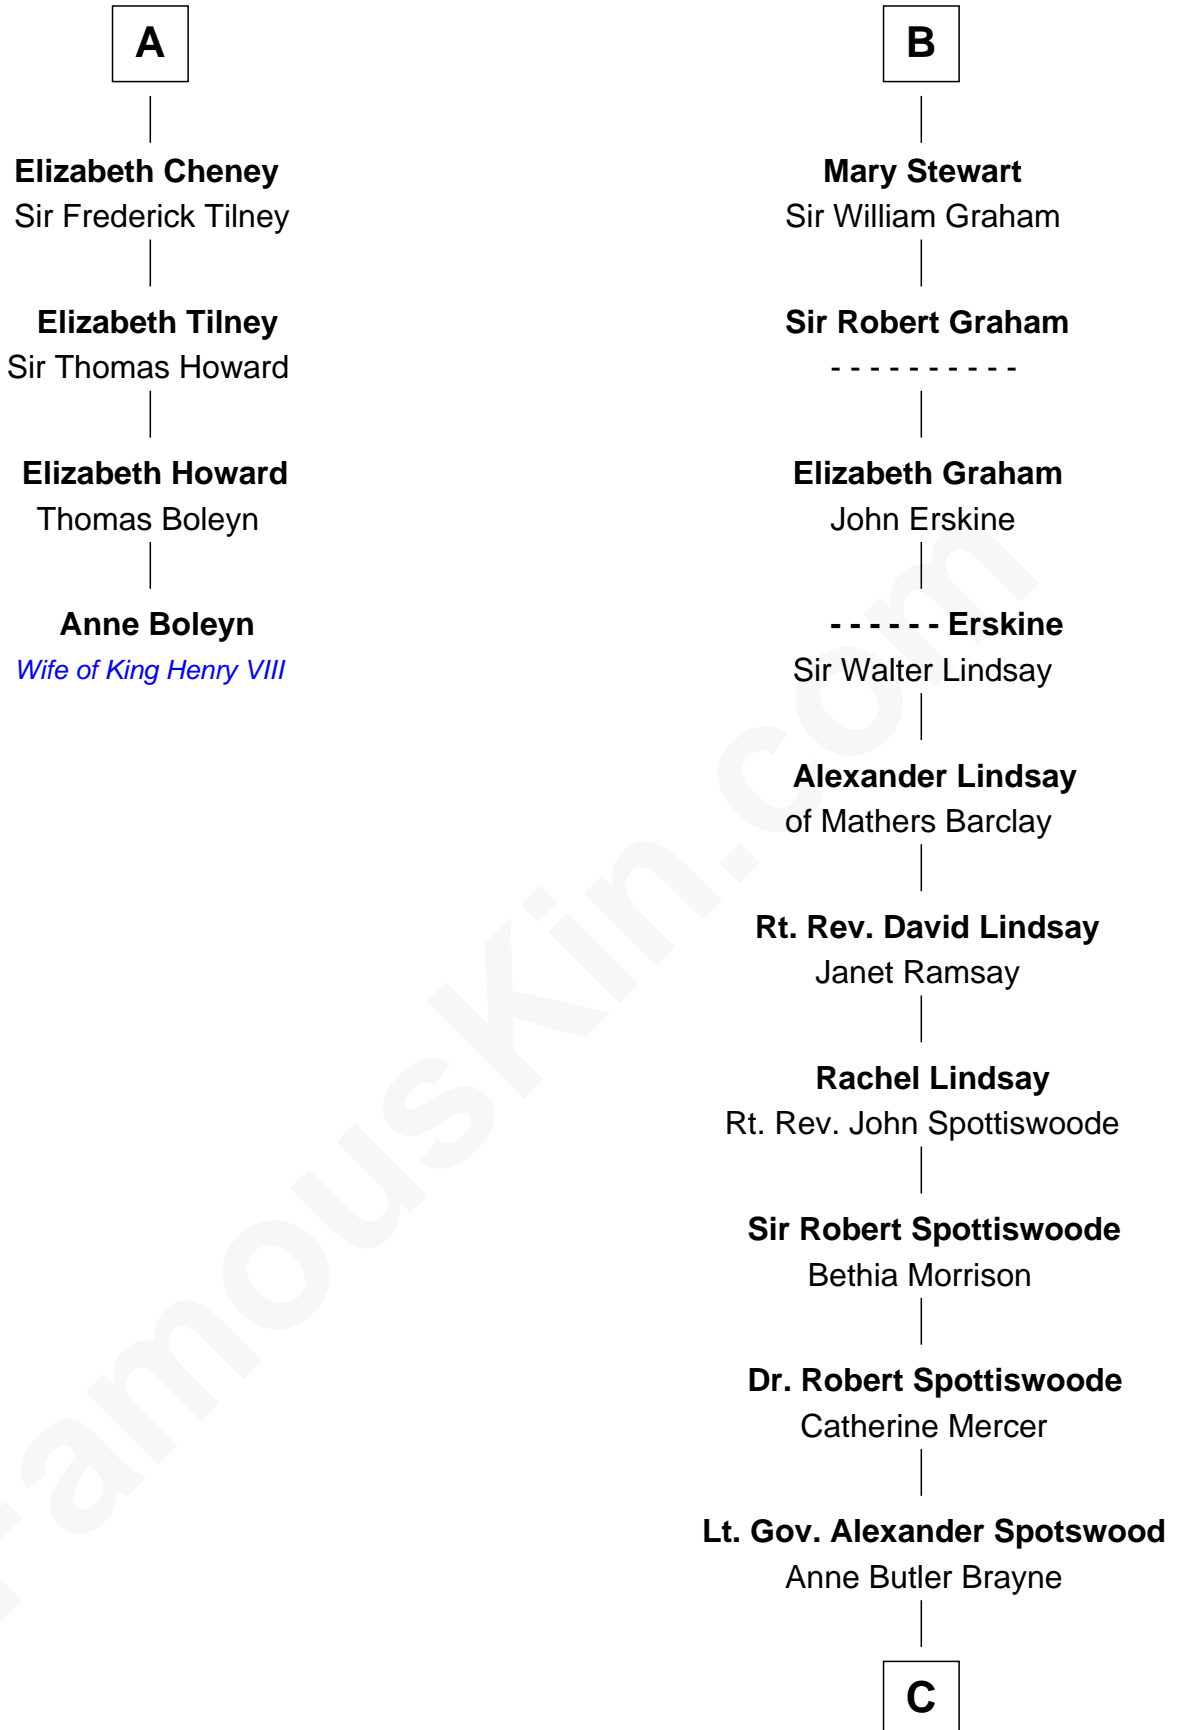 A
Elizabeth Cheney
Sir Frederick Tilney
Elizabeth Tilney
Sir Thomas Howard
Elizabeth Howard
Thomas Boleyn
Anne Boleyn
Wife of King Henry VIII
B
Mary Stewart
Sir William Graham
Sir Robert Graham
- - - - - - - - - -
Elizabeth Graham
John Erskine
- - - - - - Erskine
Sir Walter Lindsay
Alexander Lindsay
of Mathers Barclay
Rt. Rev. David Lindsay
Janet Ramsay
Rachel Lindsay
Rt. Rev. John Spottiswoode
Sir Robert Spottiswoode
Bethia Morrison
Dr. Robert Spottiswoode
Catherine Mercer
Lt. Gov. Alexander Spotswood
Anne Butler Brayne
C
FamousKin.com